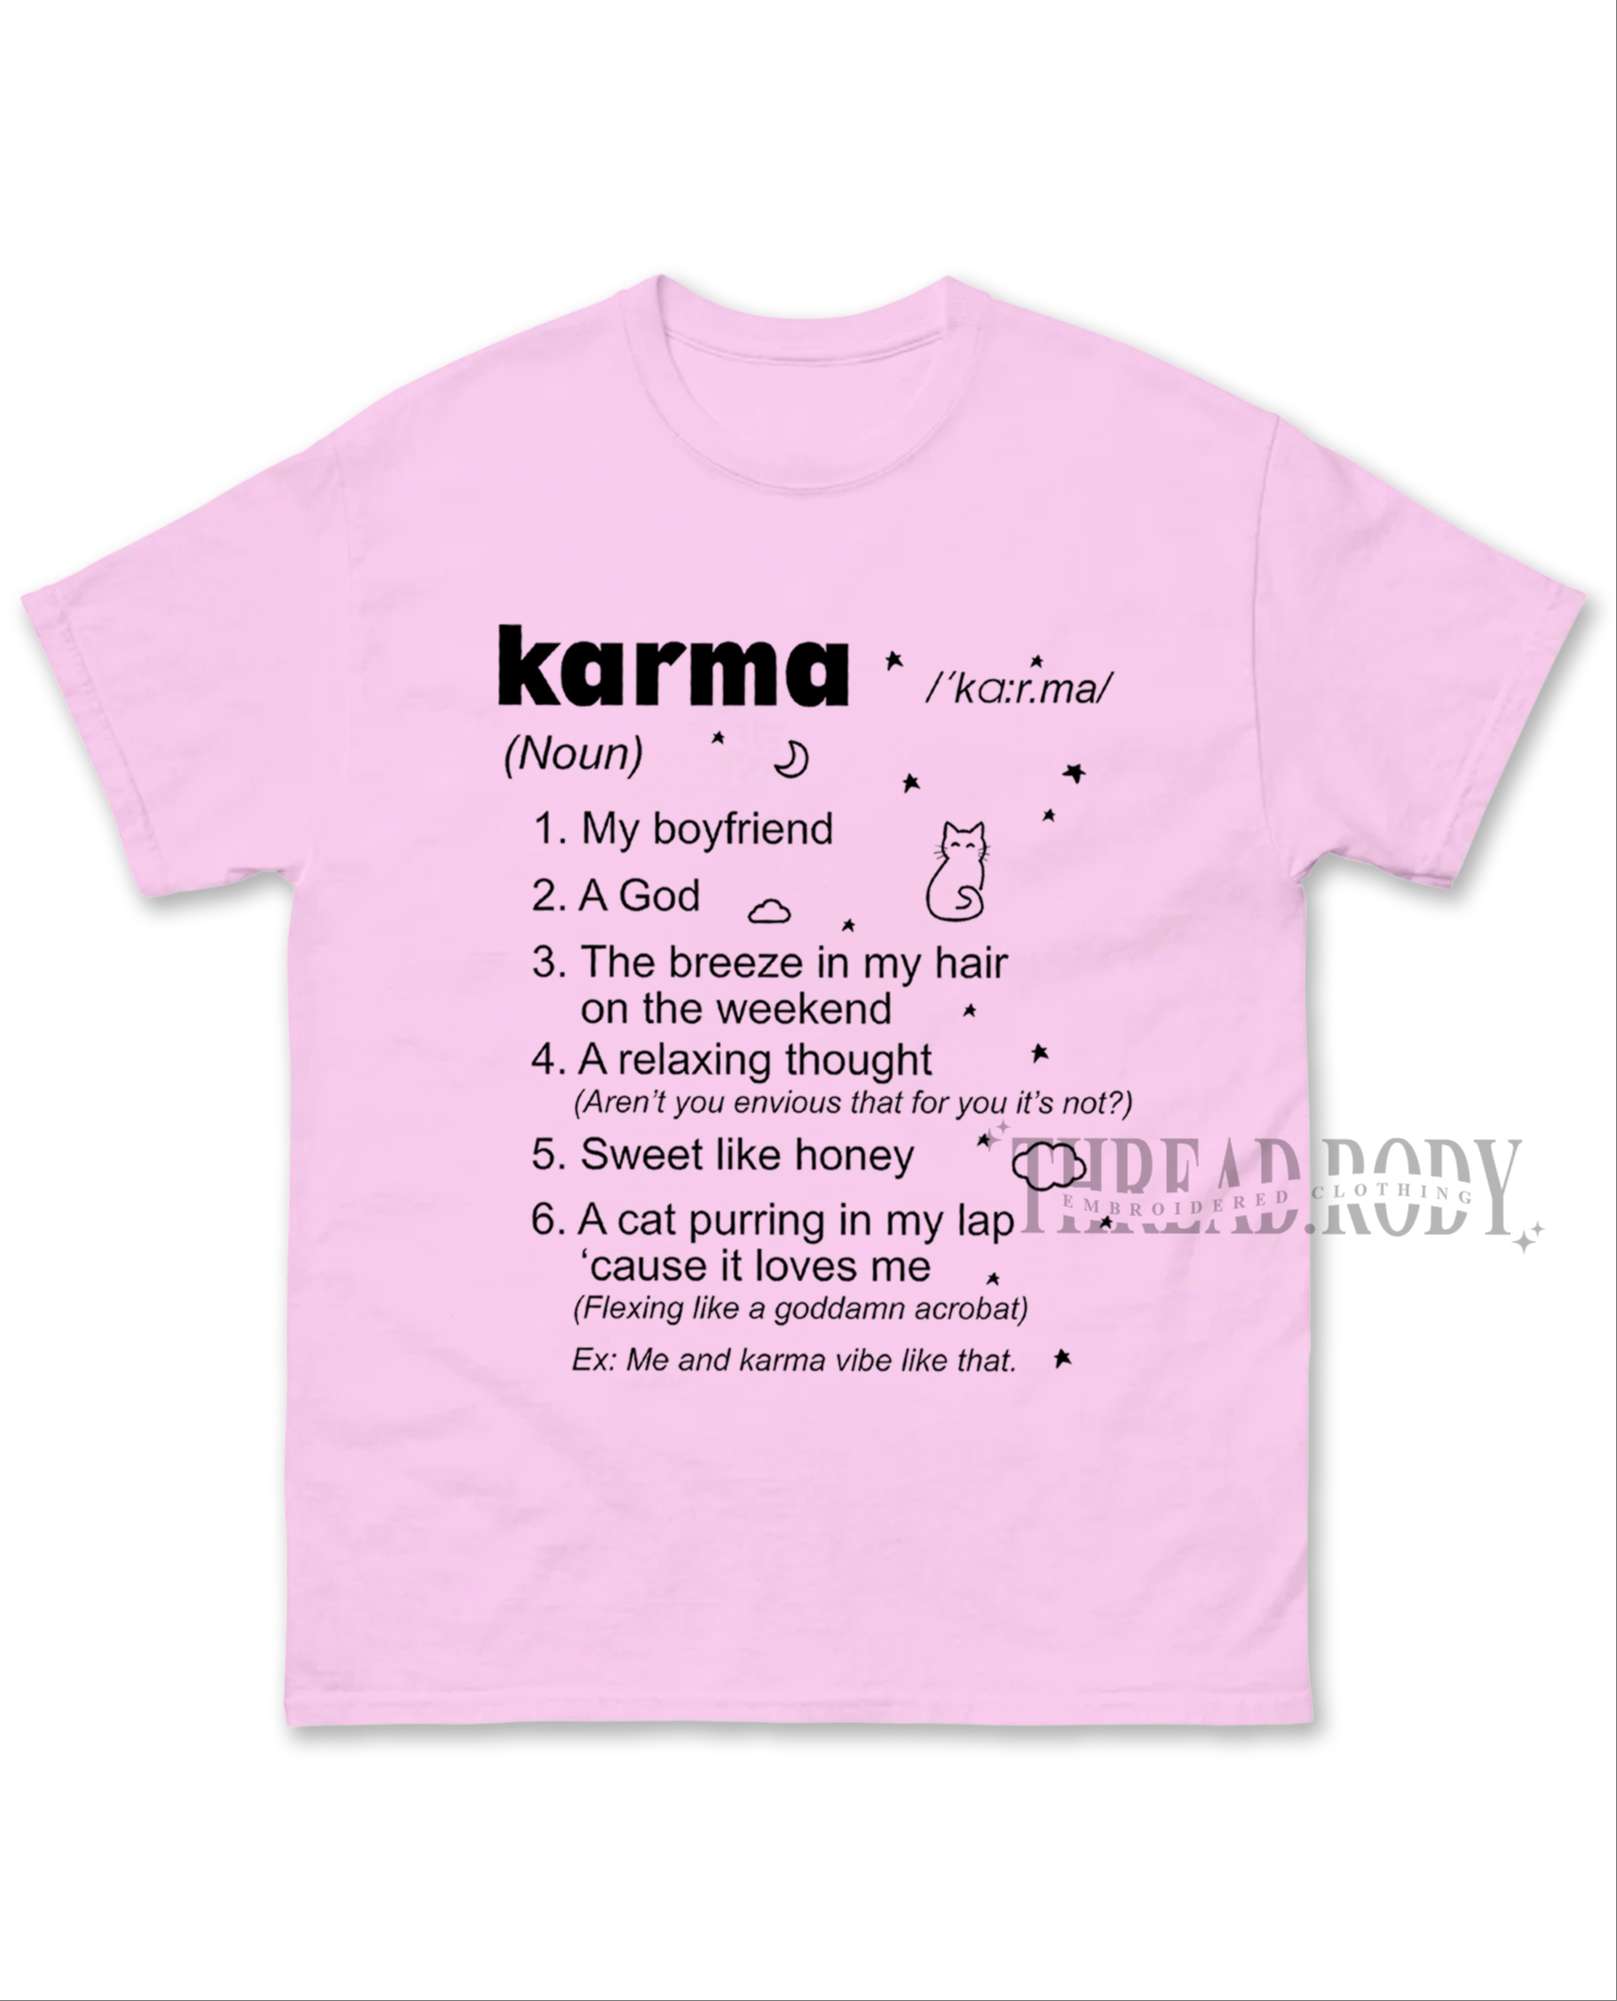 karma /ˈkɑ:r.ma/
(Noun)
1. My boyfriend
2. A God
3. The breeze in my hair
on the weekend
4. A relaxing thought
(Aren't you envious that for you it's not?)
5. Sweet like honey
THREAD.RODY
EMBROIDERED CLOTHING
6. A cat purring in my lap
‘cause it loves me
(Flexing like a goddamn acrobat)
Ex: Me and karma vibe like that.